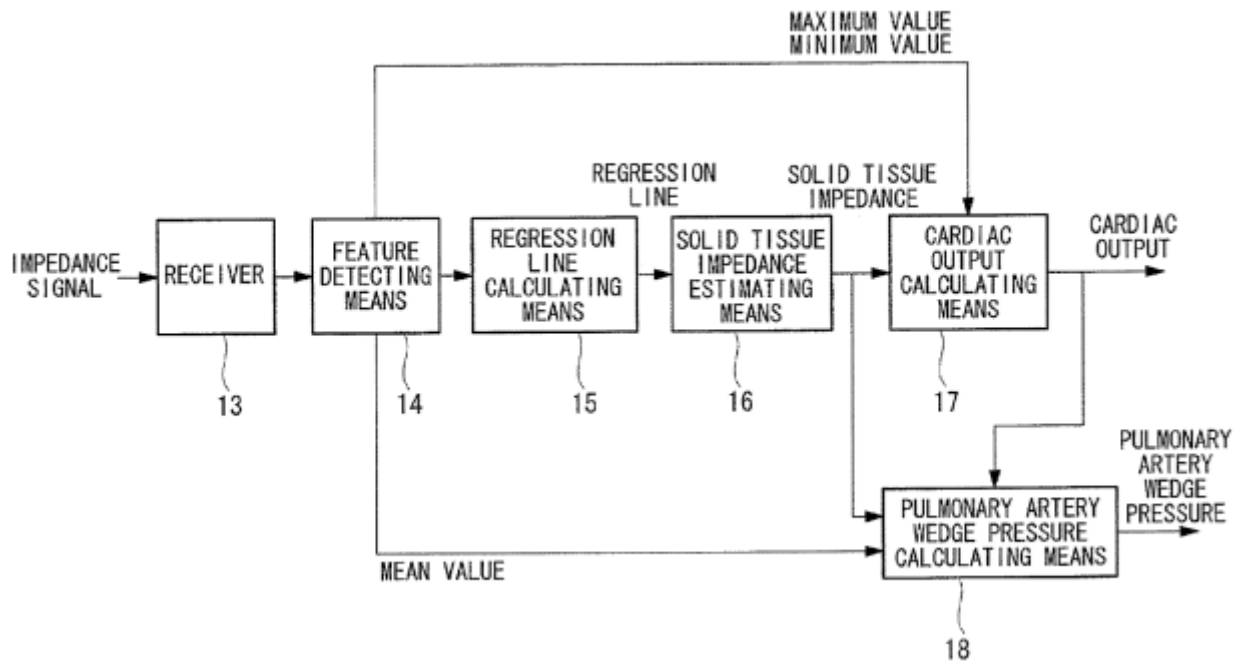 MAXIMUM VALUE
MINIMUM VALUE
REGRESSION
LINE
SOLID TISSUE
IMPEDANCE
CARDIAC
OUTPUT
IMPEDANCE
SIGNAL
RECEIVER
FEATURE
DETECTING
MEANS
REGRESSION
LINE
CALCULATING
MEANS
SOLID TISSUE
IMPEDANCE
ESTIMATING
MEANS
CARDIAC
OUTPUT
CALCULATING
MEANS
13
14
15
16
17
PULMONARY
ARTERY
WEDGE
PRESSURE
PULMONARY ARTERY
WEDGE PRESSURE
CALCULATING MEANS
MEAN VALUE
18